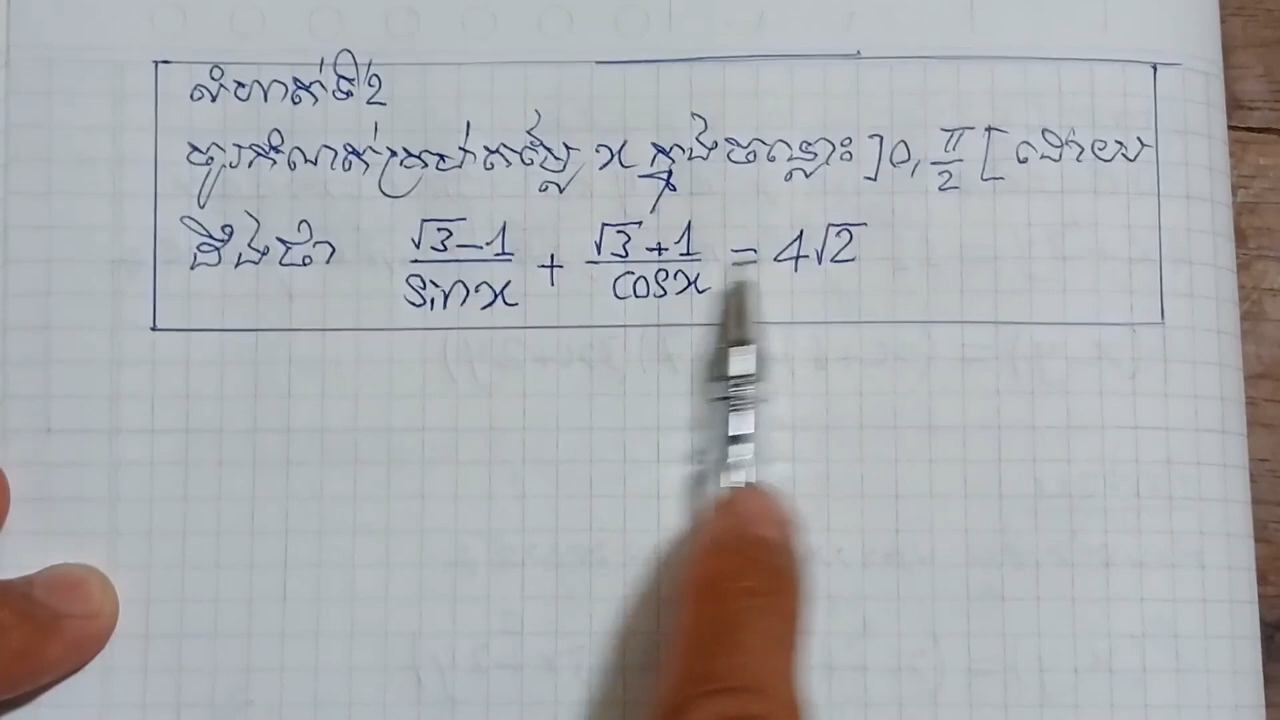 លំហាត់ទី២
ចូរកំណត់គ្រប់តម្លៃ x ក្នុងចន្លោះ ]0, π/2[ ដោយ
ដឹងថា (√3-1)/sinx + (√3+1)/cosx = 4√2